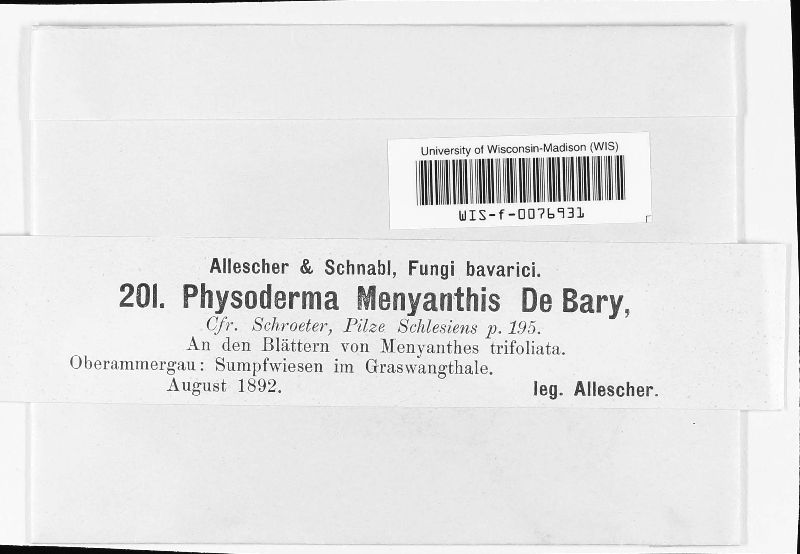 University of Wisconsin-Madison (WIS)
WIS-f-0076931
Allescher & Schnabl, Fungi bavarici.
201. Physoderma Menyanthis De Bary,
Cfr. Schroeter, Pilze Schlesiens p. 195.
An den Blättern von Menyanthes trifoliata.
Oberammergau: Sumpfwiesen im Graswangthale.
August 1892. leg. Allescher.